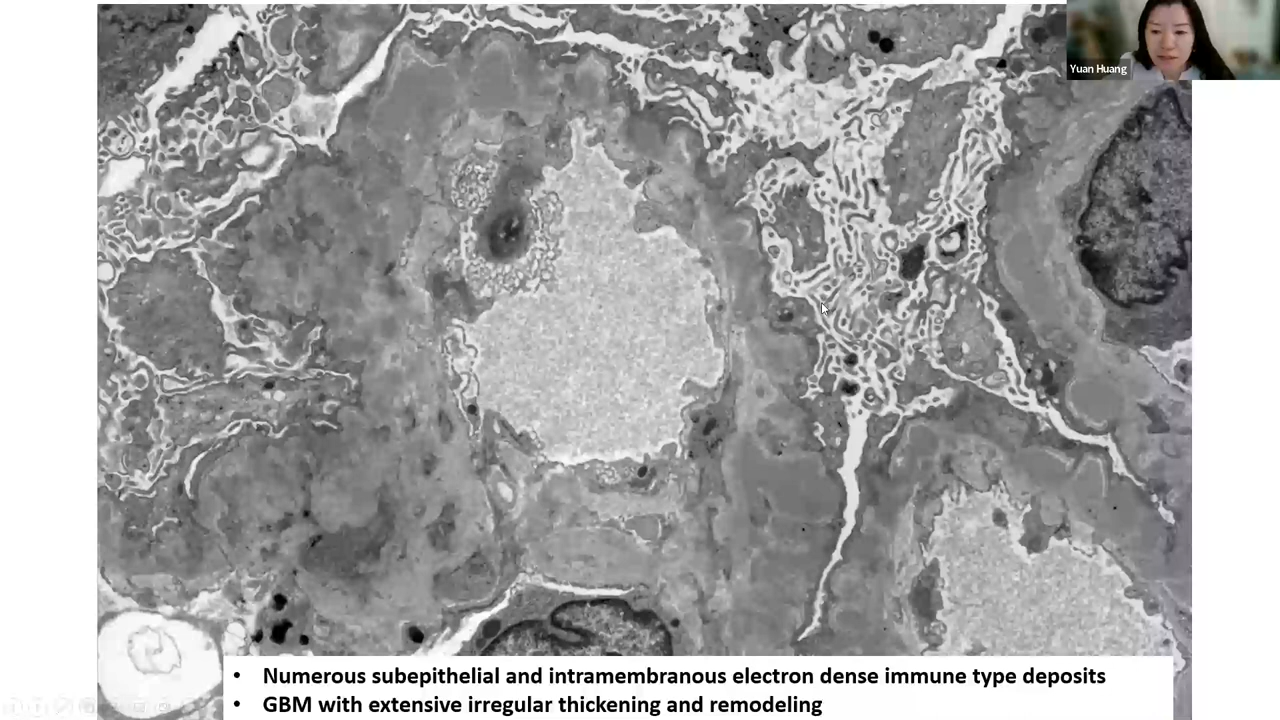 Yuan Huang
• Numerous subepithelial and intramembranous electron dense immune type deposits
• GBM with extensive irregular thickening and remodeling